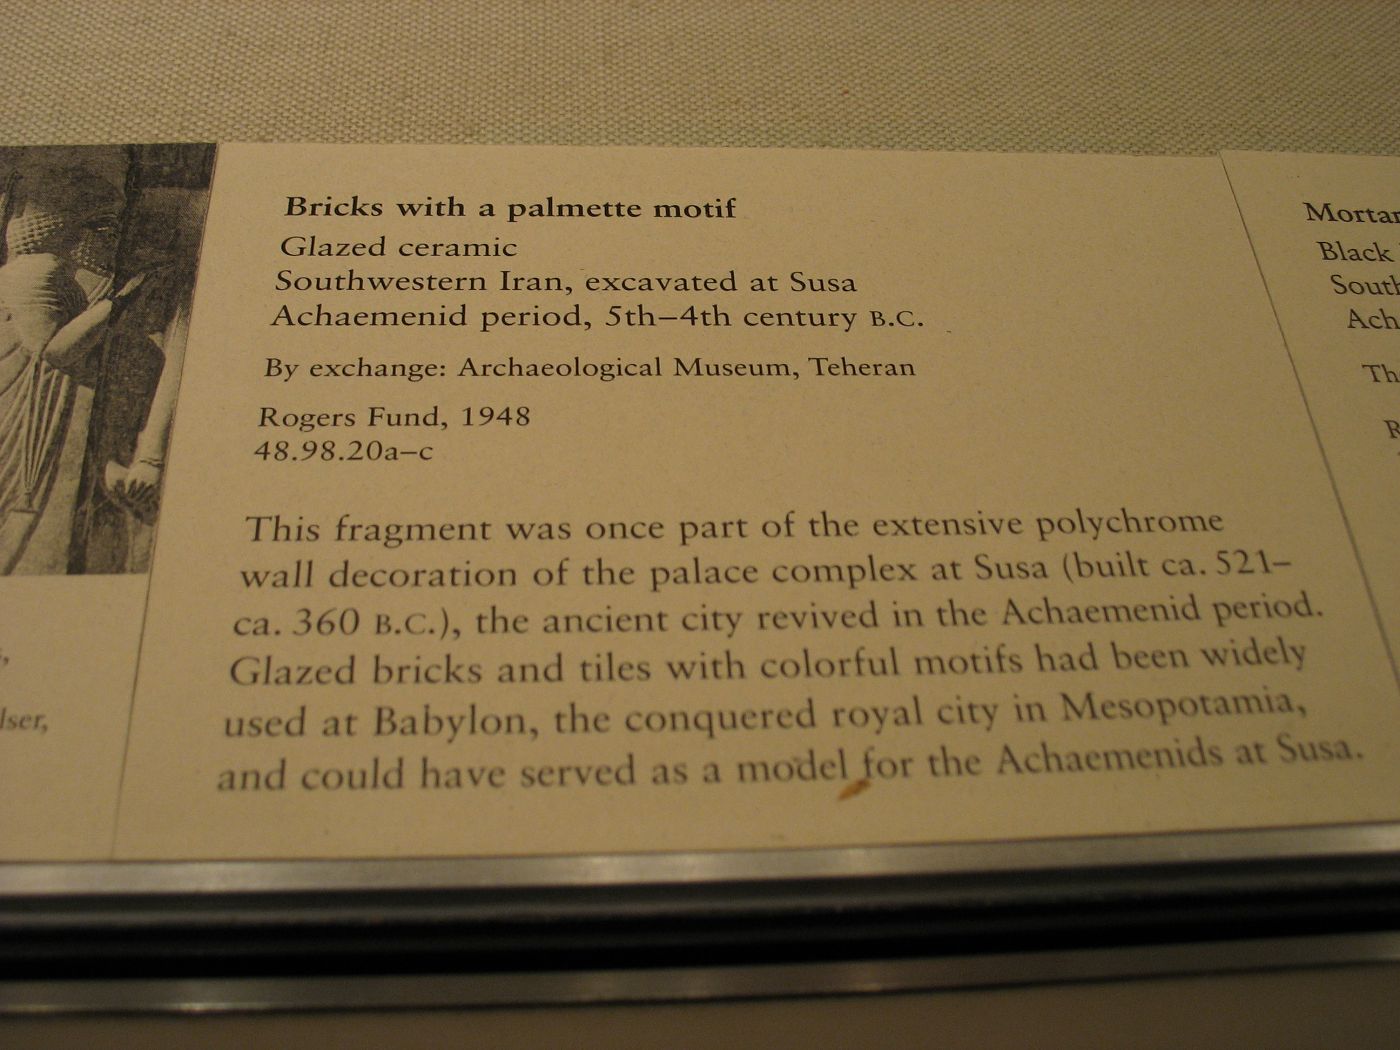 Bricks with a palmette motif
Glazed ceramic
Southwestern Iran, excavated at Susa
Achaemenid period, 5th–4th century B.C.
By exchange: Archaeological Museum, Teheran
Rogers Fund, 1948
48.98.20a–c
This fragment was once part of the extensive polychrome
wall decoration of the palace complex at Susa (built ca. 521–
ca. 360 B.C.), the ancient city revived in the Achaemenid period.
Glazed bricks and tiles with colorful motifs had been widely
used at Babylon, the conquered royal city in Mesopotamia,
and could have served as a model for the Achaemenids at Susa.
Mortar
Black
South
Ach
Th
R
lser,